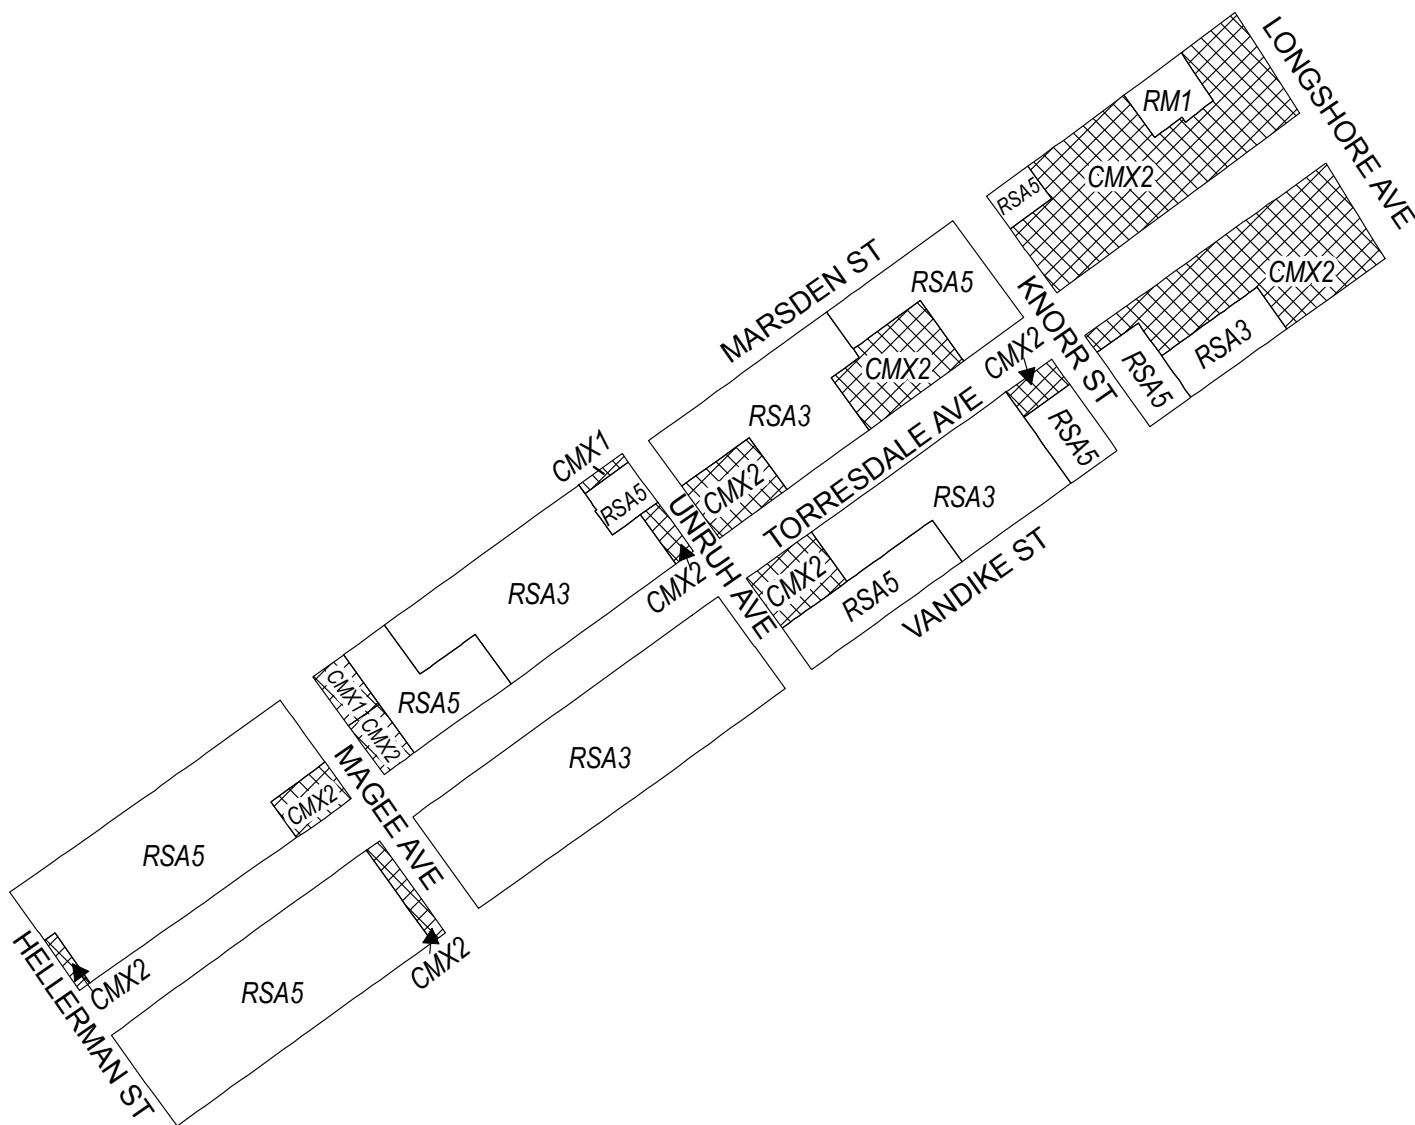 LONGSHORE AVE
RM1
CMX2
RSA5
CMX2
MARSDEN ST
RSA5
KNORR ST
CMX2
CMX2
RSA3
RSA5
RSA3
CMX1
RSA5
CMX2
UNRUH AVE
TORRESDALE AVE
RSA3
RSA5
CMX2
CMX2
RSA5
VANDIKE ST
RSA3
CMX1
RSA5
CMX2
RSA3
MAGEE AVE
CMX2
RSA5
CMX2
HELLERMAN ST
CMX2
RSA5